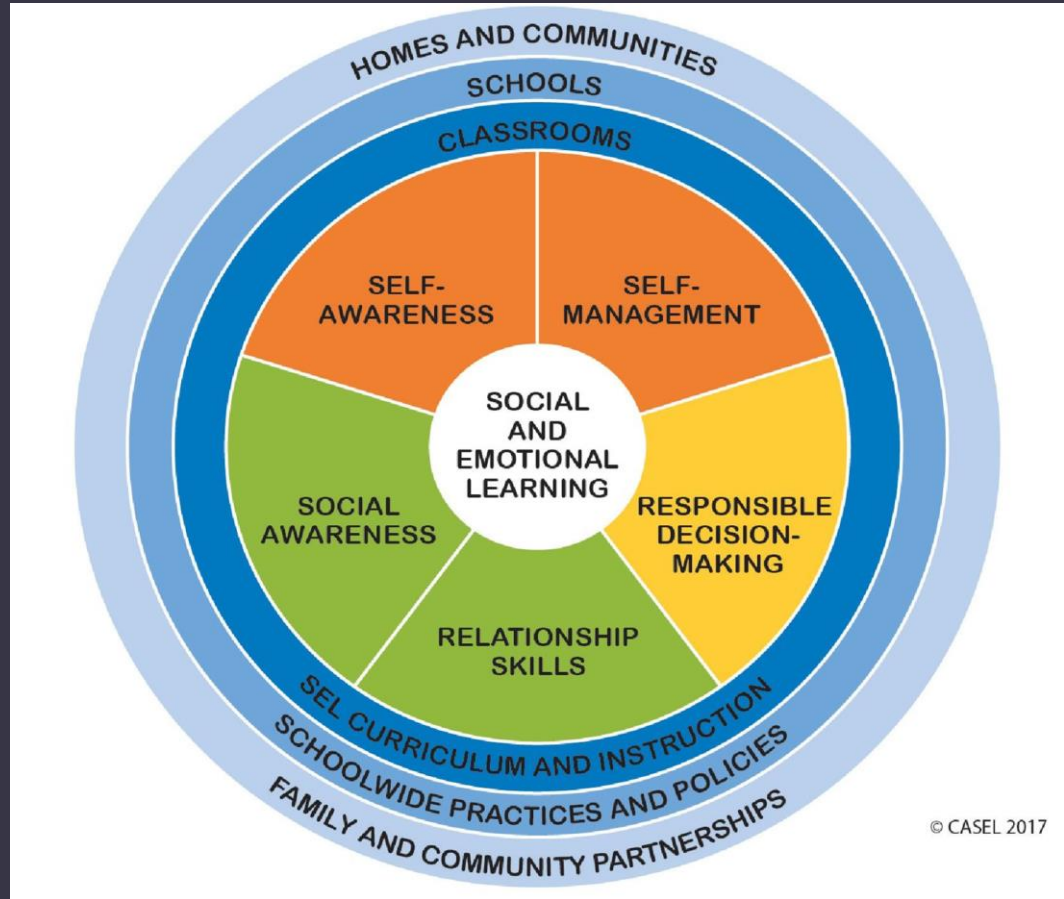 HOMES AND COMMUNITIES
SCHOOLS
CLASSROOMS
SELF-
AWARENESS
SELF-
MANAGEMENT
SOCIAL
AND
EMOTIONAL
LEARNING
SOCIAL
AWARENESS
RESPONSIBLE
DECISION-
MAKING
RELATIONSHIP
SKILLS
SEL CURRICULUM AND INSTRUCTION
SCHOOLWIDE PRACTICES AND POLICIES
FAMILY AND COMMUNITY PARTNERSHIPS
© CASEL 2017